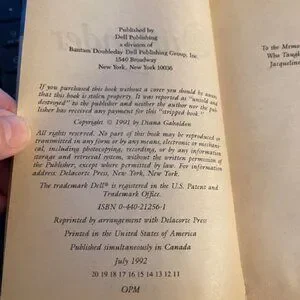 Published by
Dell Publishing
a division of
Bantam Doubleday Dell Publishing Group, Inc.
1540 Broadway
New York, New York 10036
If you purchased this book without a cover you should be aware
that this book is stolen property. It was reported as "unsold and
destroyed" to the publisher and neither the author nor the pub-
lisher has received any payment for this "stripped book."
Copyright © 1991 by Diana Gabaldon
All rights reserved. No part of this book may be reproduced or
transmitted in any form or by any means, electronic or mechani-
cal, including photocopying, recording, or by any information
storage and retrieval system, without the written permission of
the Publisher, except where permitted by law. For information
address Delacorte Press, New York, New York.
The trademark Dell® is registered in the U.S. Patent and
Trademark Office.
ISBN 0-440-21256-1
Reprinted by arrangement with Delacorte Press
Printed in the United States of America
Published simultaneously in Canada
July 1992
20 19 18 17 16 15 14 13 12 11
OPM
To the Memo
Who Taugh
Jacqueline